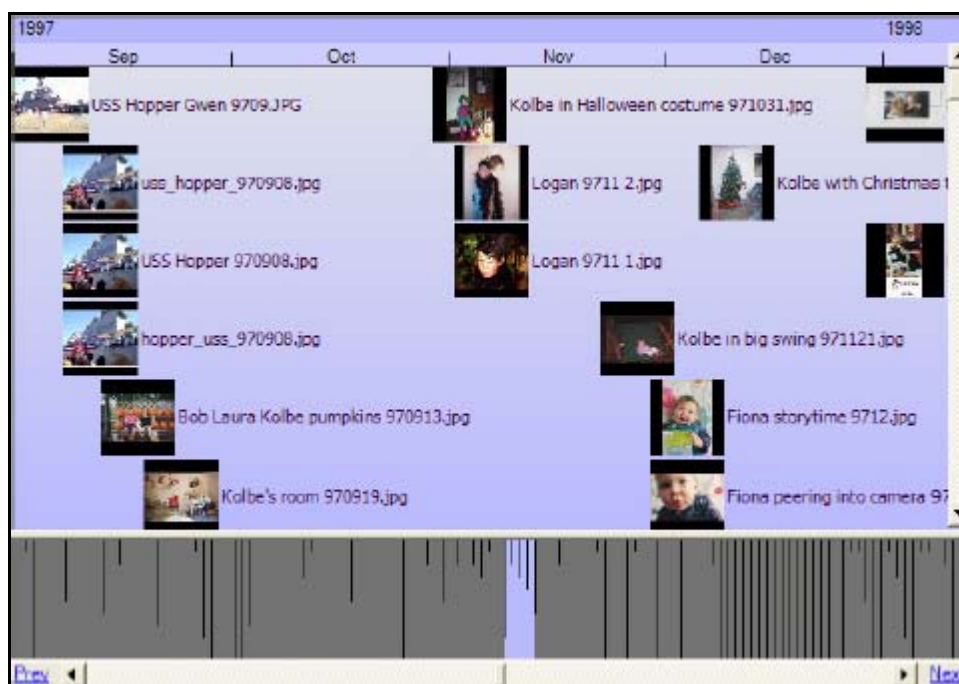 1997 1998
Sep Oct Nov Dec
USS Hopper Gwen 9709.JPG
Kolbe in Halloween costume 971031.jpg
uss_hopper_970908.jpg
Logan 9711 2.jpg
Kolbe with Christmas t
USS Hopper 970908.jpg
Logan 9711 1.jpg
hopper_uss_970908.jpg
Kolbe in big swing 971121.jpg
Bob Laura Kolbe pumpkins 970913.jpg
Fiona storytime 9712.jpg
Kolbe's room 970919.jpg
Fiona peering into camera 97
Prev Nex